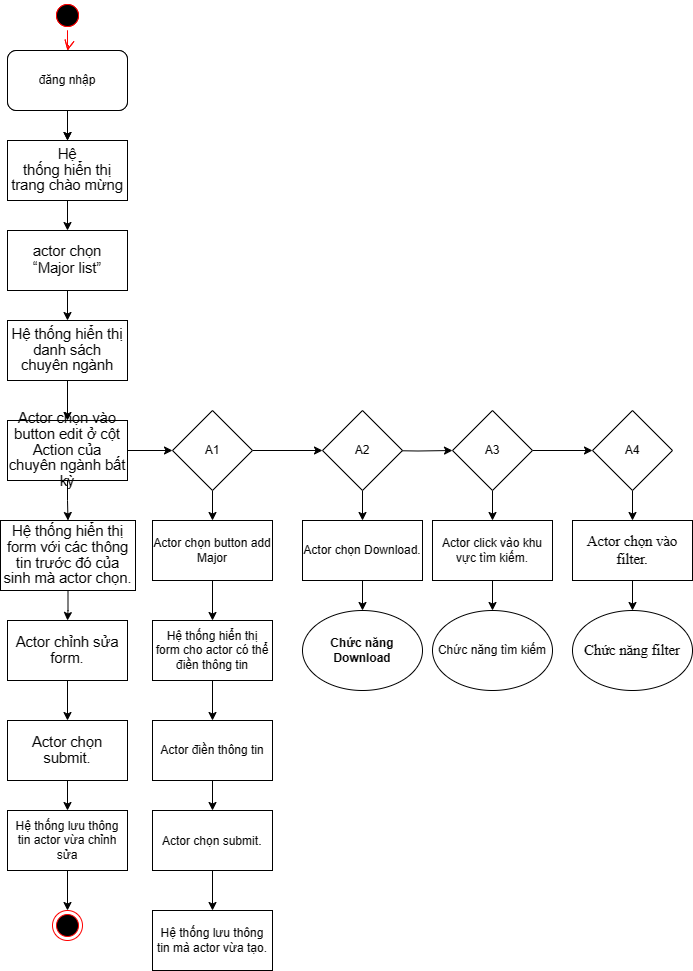 đăng nhập
Hệ
thống hiển thị
trang chào mừng
actor chọn
“Major list”
Hệ thống hiển thị
danh sách
chuyên ngành
Actor chọn vào
button edit ở cột
Action của
chuyên ngành bất
kỳ
A1
A2
A3
A4
Hệ thống hiển thị
form với các thông
tin trước đó của
sinh mà actor chọn.
Actor chỉnh sửa
form.
Actor chọn
submit.
Hệ thống lưu thông
tin actor vừa chỉnh
sửa
Actor chọn button add
Major
Hệ thống hiển thị
form cho actor có thể
điền thông tin
Actor điền thông tin
Actor chọn submit.
Hệ thống lưu thông
tin mà actor vừa tạo.
Actor chọn Download.
Chức năng
Download
Actor click vào khu
vực tìm kiếm.
Chức năng tìm kiếm
Actor chọn vào
filter.
Chức năng filter